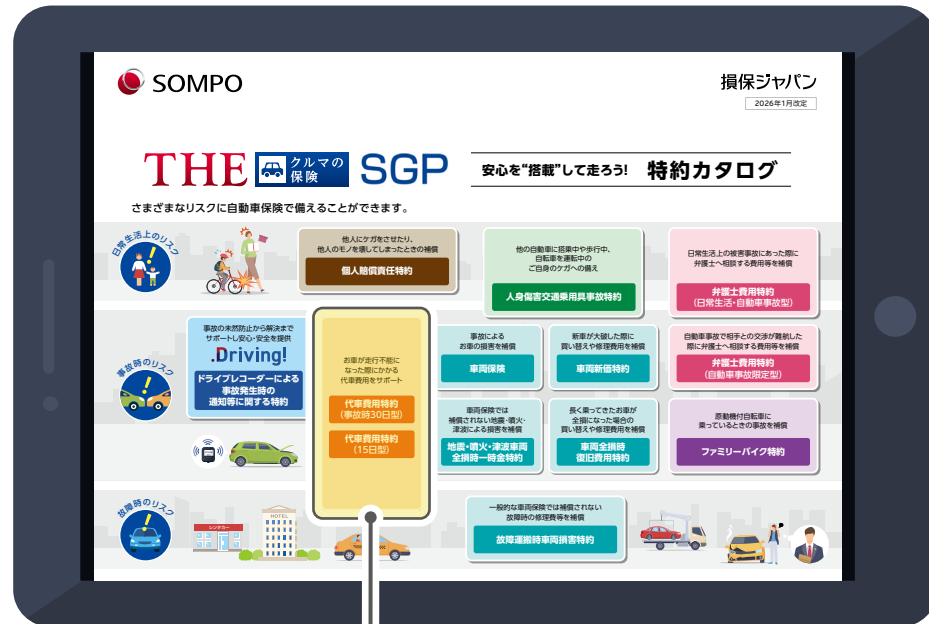 SOMPO
損保ジャパン
2026年1月改定
THE クルマの保険 SGP
安心を“搭載”して走ろう! 特約カタログ
さまざまなリスクに自動車保険で備えることができます。
日常生活上のリスク
他人にケガをさせたり、
他人のモノを壊してしまったときの補償
個人賠償責任特約
他の自動車に搭乗中や歩行中、
自転車を運転中の
ご自身のケガへの備え
人身傷害交通乗用具事故特約
日常生活上の被害事故にあった際に
弁護士へ相談する費用等を補償
弁護士費用特約
(日常生活・自動車事故型)
事故時のリスク
事故の未然防止から解決まで
サポートし安心・安全を提供
.Driving!
ドライブレコーダーによる
事故発生時の
通知等に関する特約
お車が走行不能に
なった際にかかる
代車費用をサポート
代車費用特約
(事故時30日型)
代車費用特約
(15日型)
事故による
お車の損害を補償
車両保険
新車が大破した際に
買い替えや修理費用を補償
車両新価特約
自動車事故で相手との交渉が難航した
際に弁護士へ相談する費用等を補償
弁護士費用特約
(自動車事故限定型)
車両保険では
補償されない地震・噴火・
津波による損害を補償
地震・噴火・津波車両
全損時一時金特約
長く乗ってきたお車が
全損になった場合の
買い替えや修理費用を補償
車両全損時
復旧費用特約
原動機付自転車に
乗っているときの事故を補償
ファミリーバイク特約
故障時のリスク
レンタカー
HOTEL
一般的な車両保険では補償されない
故障時の修理費等を補償
故障運搬時車両損害特約